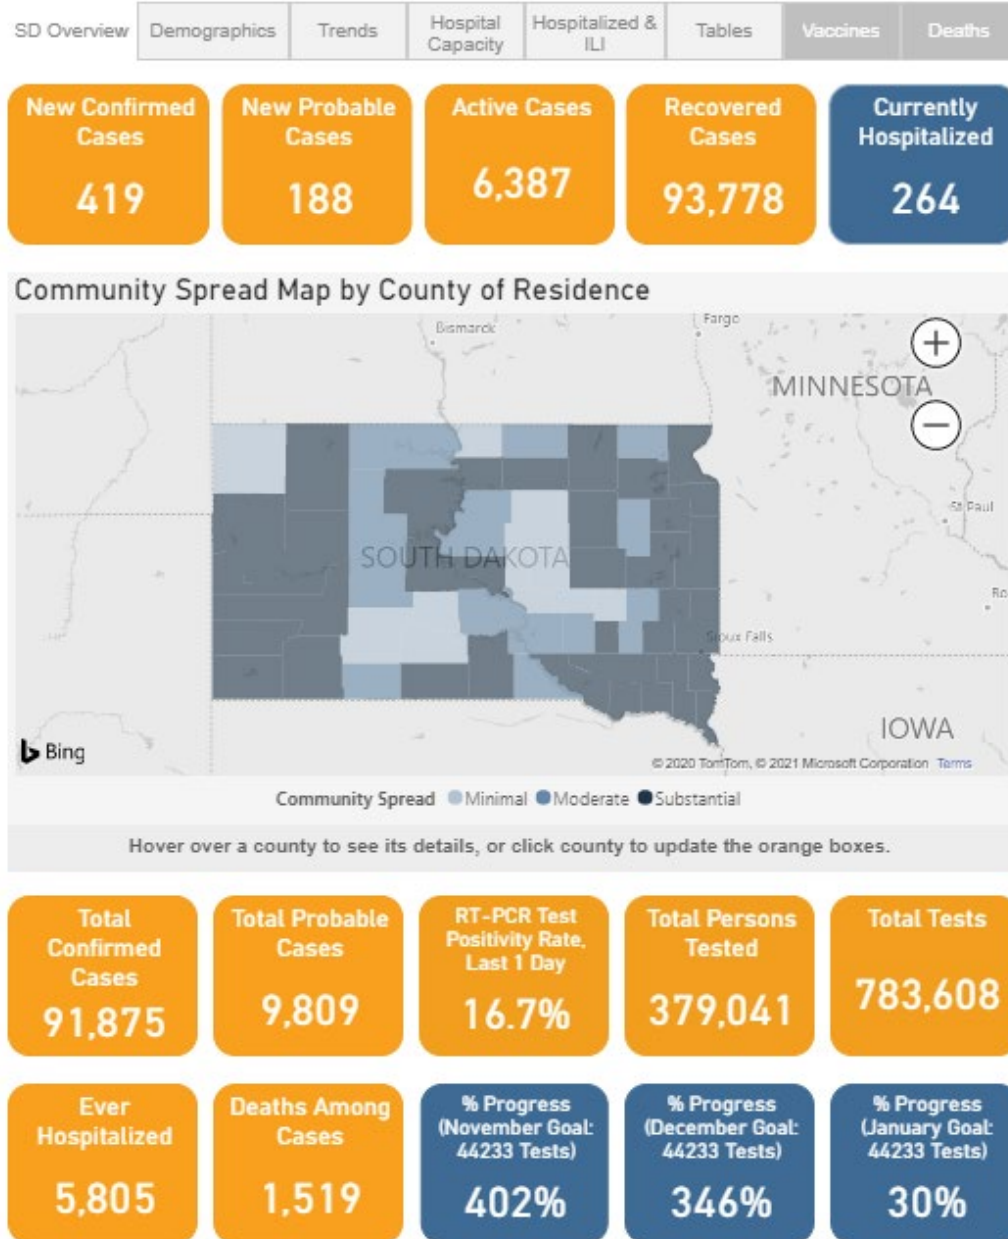 SD Overview
Demographics
Trends
Hospital
Capacity
Hospitalized &
ILI
Tables
Vaccines
Deaths
New Confirmed
Cases
419
New Probable
Cases
188
Active Cases
6,387
Recovered
Cases
93,778
Currently
Hospitalized
264
Community Spread Map by County of Residence
Bismarck
Fargo
MINNESOTA
St Paul
SOUTH DAKOTA
Ro
Sioux Falls
IOWA
Bing
© 2020 TomTom, © 2021 Microsoft Corporation Terms
Community Spread Minimal Moderate Substantial
Hover over a county to see its details, or click county to update the orange boxes.
Total
Confirmed
Cases
91,875
Total Probable
Cases
9,809
RT-PCR Test
Positivity Rate,
Last 1 Day
16.7%
Total Persons
Tested
379,041
Total Tests
783,608
Ever
Hospitalized
5,805
Deaths Among
Cases
1,519
% Progress
(November Goal:
44233 Tests)
402%
% Progress
(December Goal:
44233 Tests)
346%
% Progress
(January Goal:
44233 Tests)
30%